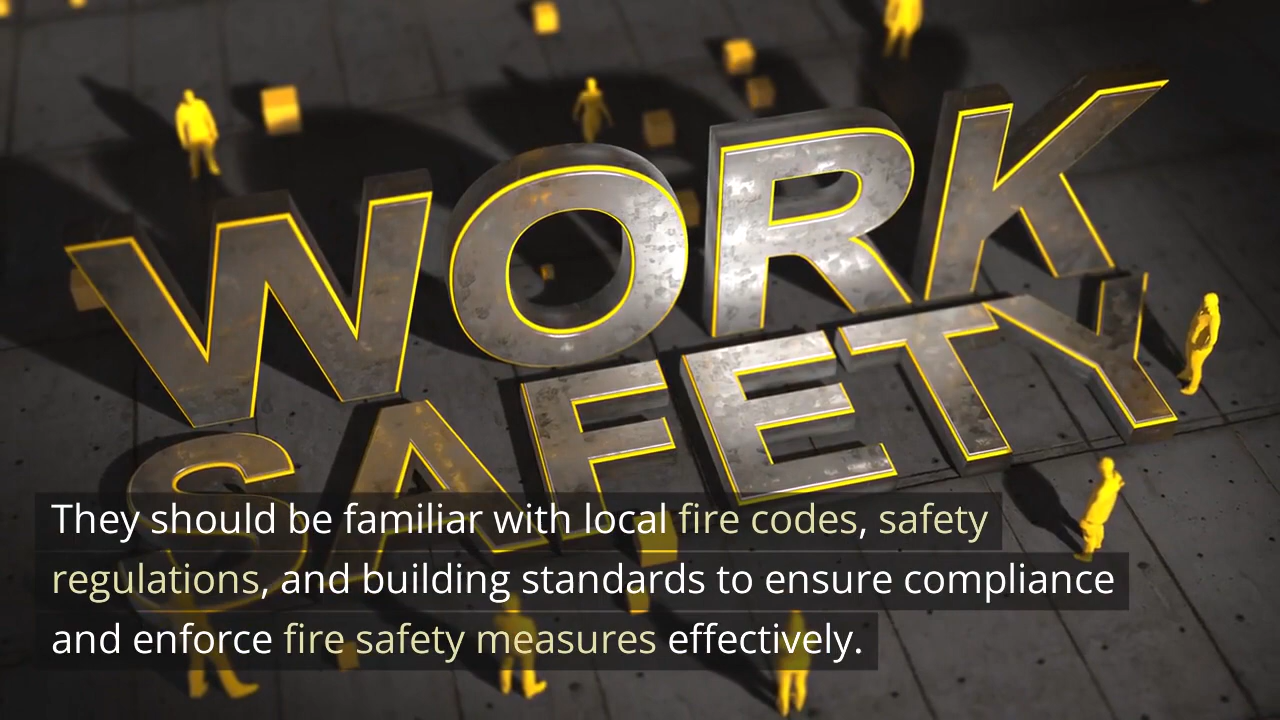 WORK
SAFETY
They should be familiar with local fire codes, safety
regulations, and building standards to ensure compliance
and enforce fire safety measures effectively.